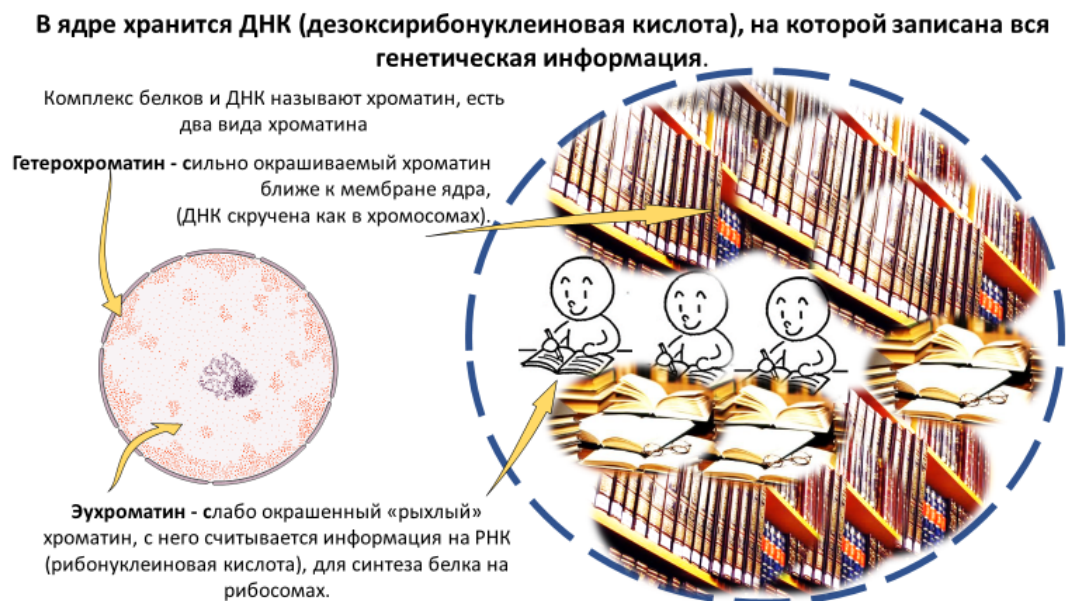 В ядре хранится ДНК (дезоксирибонуклеиновая кислота), на которой записана вся
генетическая информация.
Комплекс белков и ДНК называют хроматин, есть
два вида хроматина
Гетерохроматин - сильно окрашиваемый хроматин
ближе к мембране ядра,
(ДНК скручена как в хромосомах).
Эухроматин - слабо окрашенный «рыхлый»
хроматин, с него считывается информация на РНК
(рибонуклеиновая кислота), для синтеза белка на
рибосомах.